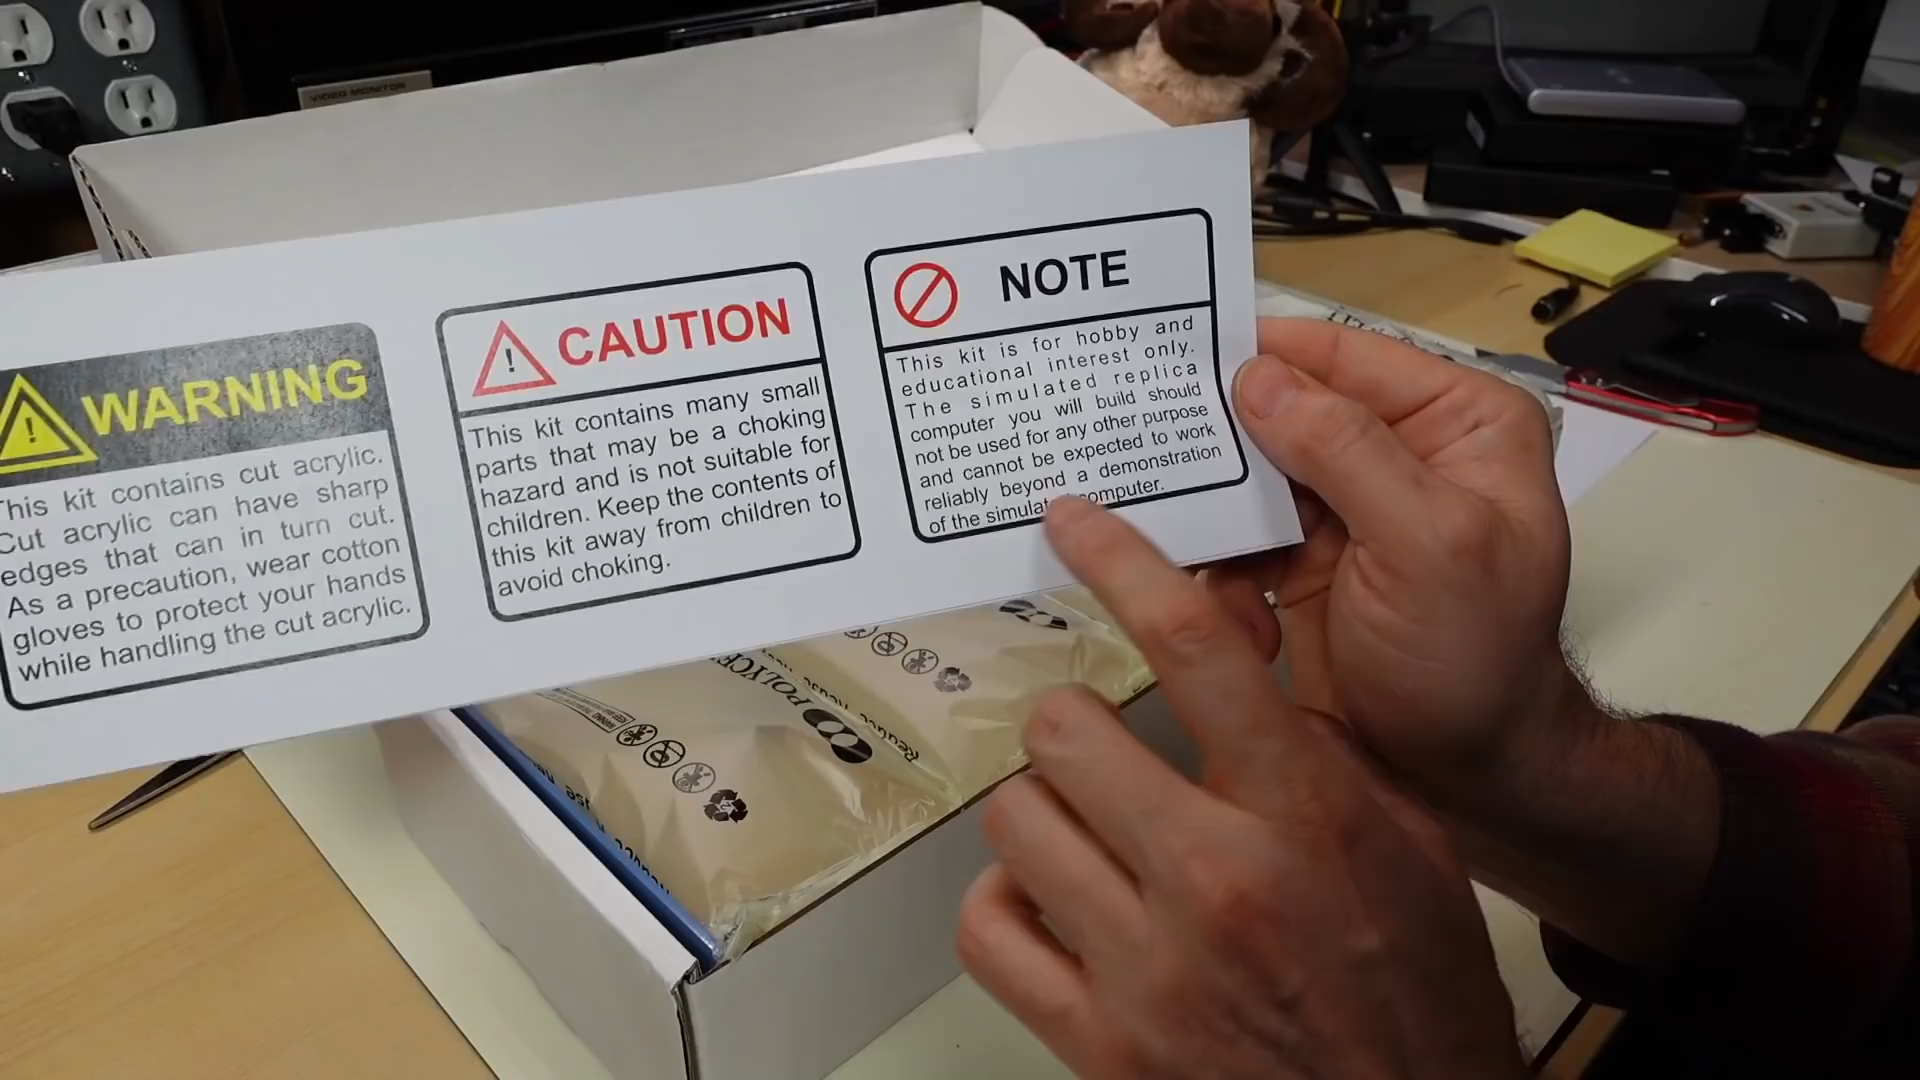 VIDEO MONITOR
WARNING
This kit contains cut acrylic.
Cut acrylic can have sharp
edges that can in turn cut.
As a precaution, wear cotton
gloves to protect your hands
while handling the cut acrylic.
CAUTION
This kit contains many small
parts that may be a choking
hazard and is not suitable for
children. Keep the contents of
this kit away from children to
avoid choking.
NOTE
This kit is for hobby and
educational interest only.
The simulated replica
computer you will build should
not be used for any other purpose
and cannot be expected to work
reliably beyond a demonstration
of the computer.
Reduce Reuse